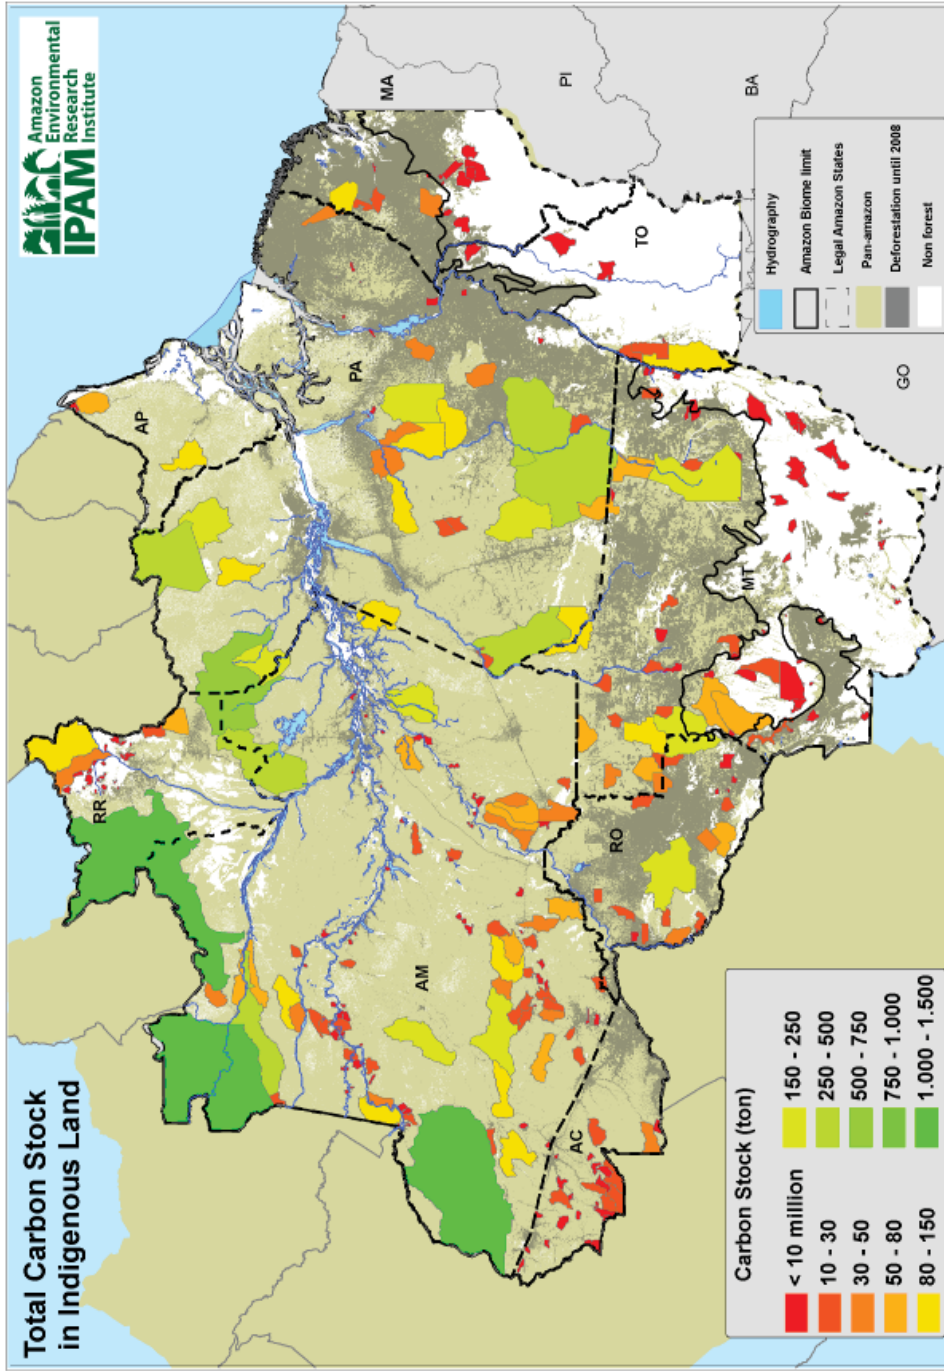 Total Carbon Stock
in Indigenous Land
IPAM
Amazon
Environmental
Research
Institute
RR
AP
AM
PA
MA
PI
BA
TO
AC
RO
MT
GO
Carbon Stock (ton)
< 10 million
10 - 30
30 - 50
50 - 80
80 - 150
150 - 250
250 - 500
500 - 750
750 - 1.000
1.000 - 1.500
Hydrography
Amazon Biome limit
Legal Amazon States
Pan-amazon
Deforestation until 2008
Non forest